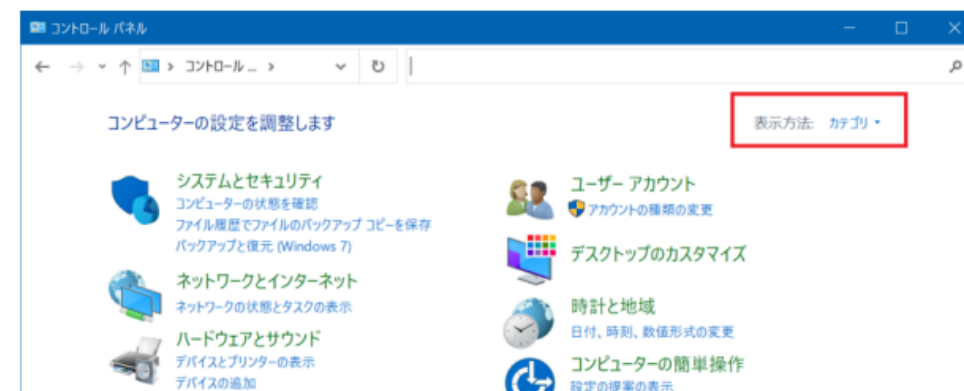 コントロール パネル
コントロール ...
コンピューターの設定を調整します
表示方法: カテゴリ
システムとセキュリティ
コンピューターの状態を確認
ファイル履歴でファイルのバックアップ コピーを保存
バックアップと復元 (Windows 7)
ネットワークとインターネット
ネットワークの状態とタスクの表示
ハードウェアとサウンド
デバイスとプリンターの表示
デバイスの追加
ユーザー アカウント
アカウントの種類の変更
デスクトップのカスタマイズ
時計と地域
日付、時刻、数値形式の変更
コンピューターの簡単操作
設定の提案の表示